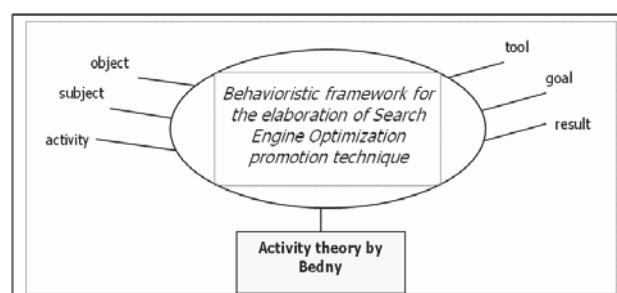 object
subject
activity
Behavioristic framework for
the elaboration of Search
Engine Optimization
promotion technique
tool
goal
result
Activity theory by
Bedny